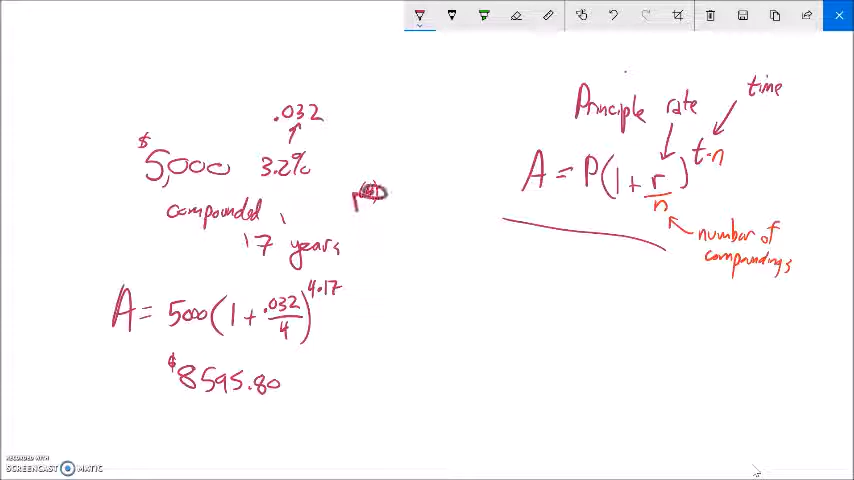 .032
$5,000 3.2%
compounded
17 years
A = 5000(1 + .032/4)^4·17
$8595.80
Principle rate time
A = P(1 + r/n)^t·n
number of
compoundings
RECORDED WITH
SCREENCAST MATIC